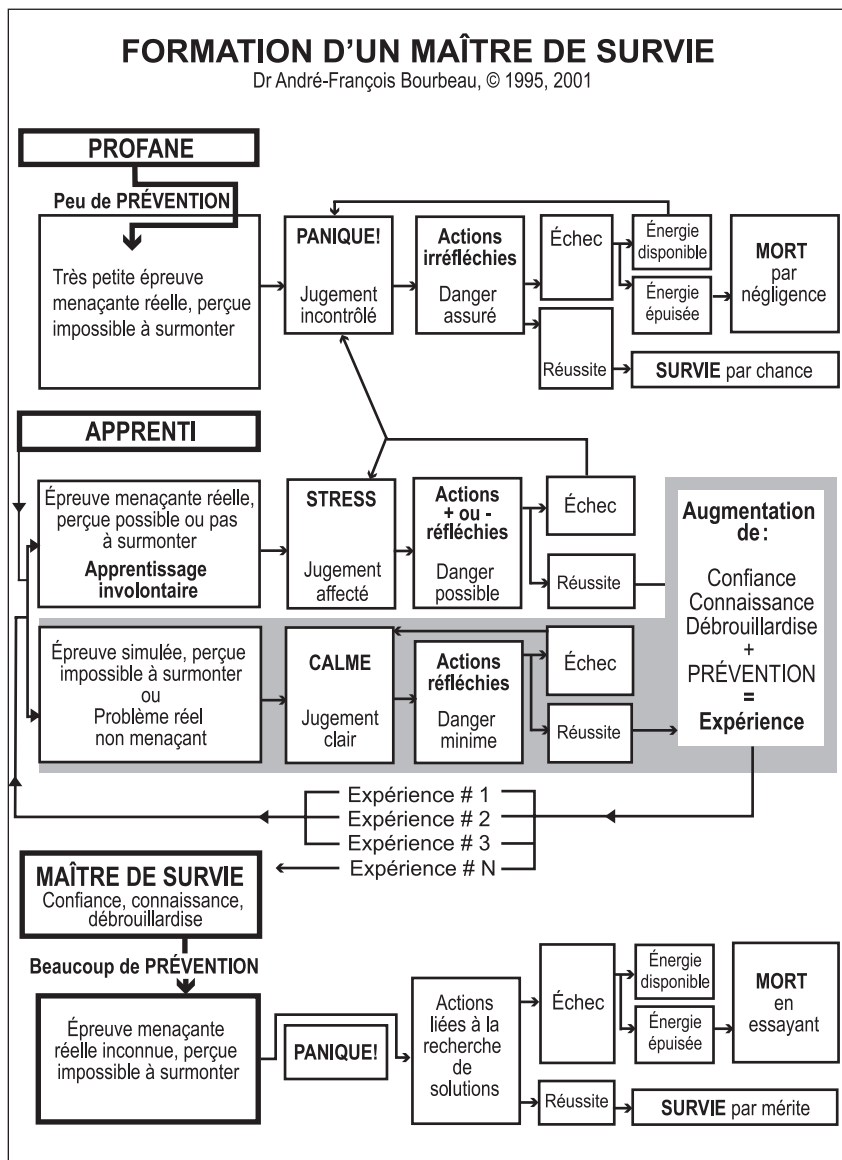 FORMATION D'UN MAÎTRE DE SURVIE
Dr André-François Bourbeau, © 1995, 2001
PROFANE
Peu de PRÉVENTION
Très petite épreuve
menaçante réelle, perçue
impossible à surmonter
PANIQUE!
Jugement
incontrôlé
Actions
irréfléchies
Danger
assuré
Échec
Énergie
disponible
Énergie
épuisée
MORT
par
négligence
Réussite
SURVIE par chance
APPRENTI
Épreuve menaçante réelle,
perçue possible ou pas
à surmonter
Apprentissage
involontaire
STRESS
Jugement
affecté
Actions
+ ou -
réfléchies
Danger
possible
Échec
Réussite
Épreuve simulée, perçue
impossible à surmonter
ou
Problème réel
non menaçant
CALME
Jugement
clair
Actions
réfléchies
Danger
minime
Échec
Réussite
Augmentation
de :
Confiance
Connaissance
Débrouillardise
+
PRÉVENTION
=
Expérience
Expérience # 1
Expérience # 2
Expérience # 3
Expérience # N
MAÎTRE DE SURVIE
Confiance, connaissance,
débrouillardise
Beaucoup de PRÉVENTION
Épreuve menaçante
réelle inconnue, perçue
impossible à surmonter
PANIQUE!
Actions
liées à la
recherche
de
solutions
Échec
Énergie
disponible
Énergie
épuisée
MORT
en
essayant
Réussite
SURVIE par mérite